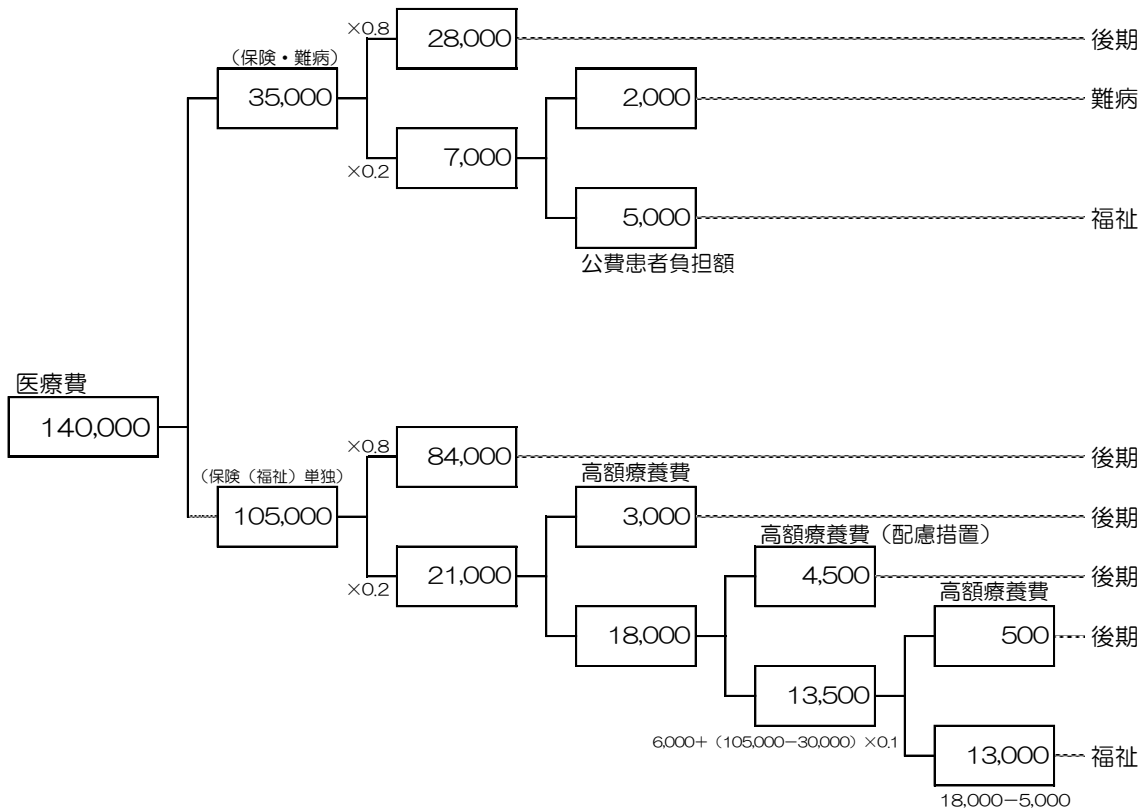 ×0.8
28,000
後期
（保険・難病）
35,000
2,000
難病
7,000
×0.2
5,000
福祉
公費患者負担額
医療費
140,000
×0.8
84,000
後期
（保険（福祉）単独）
高額療養費
105,000
3,000
後期
高額療養費（配慮措置）
21,000
4,500
後期
×0.2
高額療養費
18,000
500
後期
13,500
6,000＋（105,000－30,000）×0.1
13,000
福祉
18,000－5,000